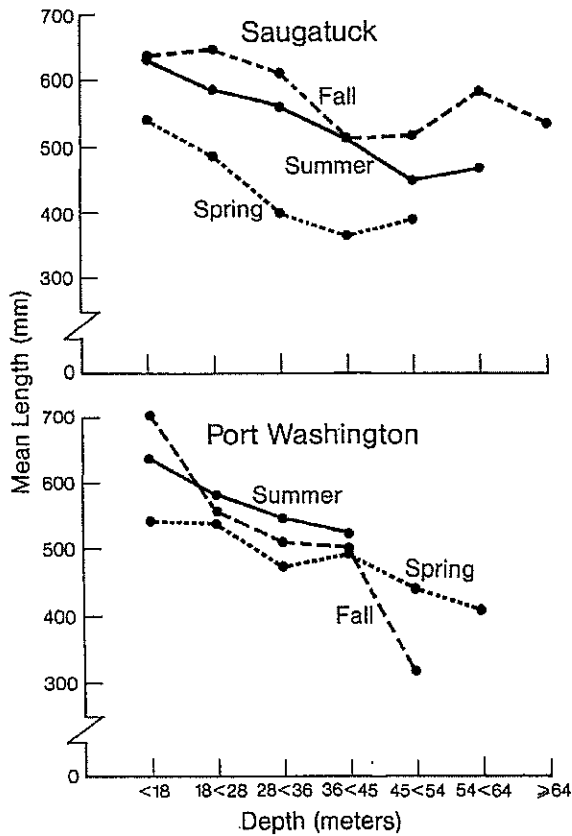 Saugatuck
700
600
500
400
300
0
Fall
Summer
Spring
Mean Length (mm)
Port Washington
700
600
500
400
300
0
Summer
Spring
Fall
<18 18<28 28<36 36<45 45<54 54<64 ⩾64
Depth (meters)